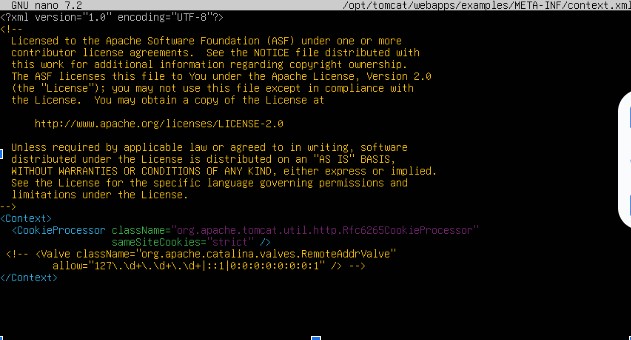 GNU nano 7.2 /opt/tomcat/webapps/examples/META-INF/context.xml
<?xml version="1.0" encoding="UTF-8"?>
<!--
Licensed to the Apache Software Foundation (ASF) under one or more
contributor license agreements. See the NOTICE file distributed with
this work for additional information regarding copyright ownership.
The ASF licenses this file to You under the Apache License, Version 2.0
(the "License"); you may not use this file except in compliance with
the License. You may obtain a copy of the License at
http://www.apache.org/licenses/LICENSE-2.0
Unless required by applicable law or agreed to in writing, software
distributed under the License is distributed on an "AS IS" BASIS,
WITHOUT WARRANTIES OR CONDITIONS OF ANY KIND, either express or implied.
See the License for the specific language governing permissions and
limitations under the License.
-->
<Context>
<CookieProcessor className="org.apache.tomcat.util.http.Rfc6265CookieProcessor"
sameSiteCookies="strict" />
<!-- <Valve className="org.apache.catalina.valves.RemoteAddrValve"
allow="127\.\d+\.\d+\.\d+|::1|0:0:0:0:0:0:0:1" /> -->
</Context>